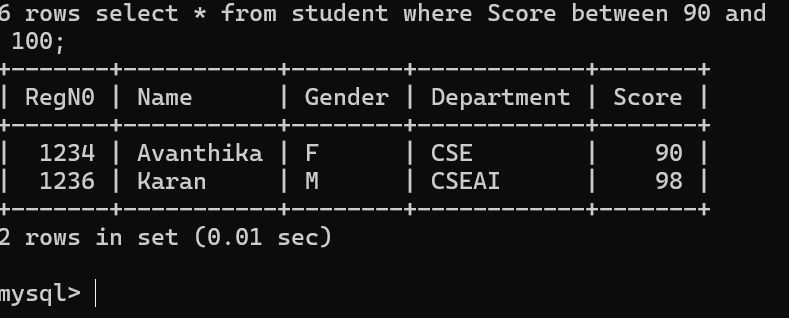 6 rows select * from student where Score between 90 and
 100;
+-------+-----------+--------+------------+-------+
| RegN0 | Name      | Gender | Department | Score |
+-------+-----------+--------+------------+-------+
|  1234 | Avanthika | F      | CSE        |    90 |
|  1236 | Karan     | M      | CSEAI      |    98 |
+-------+-----------+--------+------------+-------+
2 rows in set (0.01 sec)
mysql>